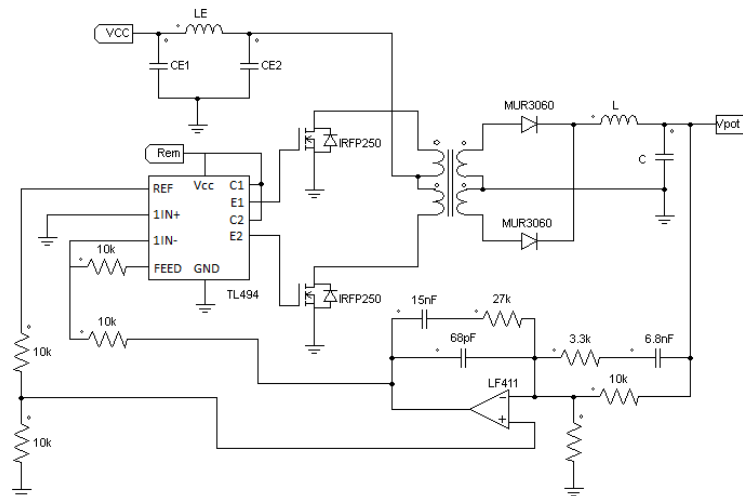 LE
VCC
CE1
CE2
MUR3060
L
Vpot
IRFP250
Rem
C
REF
Vcc
C1
E1
1IN+
C2
1IN-
E2
MUR3060
10k
FEED
GND
TL494
IRFP250
15nF
27k
10k
68pF
3.3k
6.8nF
10k
LF411
10k
-
+
10k